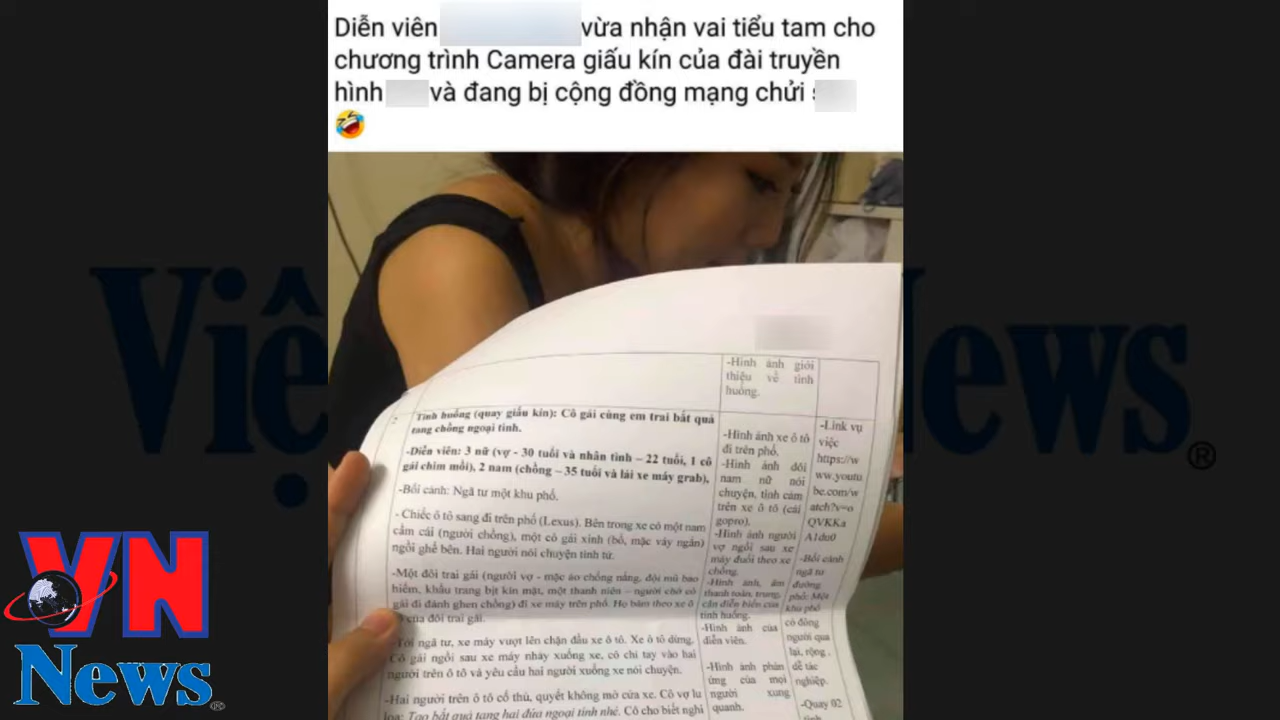 Diễn viên vừa nhận vai tiểu tam cho
chương trình Camera giấu kín của đài truyền
hình và đang bị cộng đồng mạng chửi
-Hình ảnh giới
thiệu về tình
huống.
Tình huống (quay giấu kín): Cô gái cùng em trai bắt quả
tang chồng ngoại tình.
-Diễn viên: 3 nữ (vợ - 30 tuổi và nhân tình – 22 tuổi, 1 cô
gái chim mồi), 2 nam (chồng – 35 tuổi và lái xe máy grab),
-Bối cảnh: Ngã tư một khu phố.
- Chiếc ô tô sang đi trên phố (Lexus). Bên trong xe có một nam
cầm cái (người chồng), một cô gái xinh (bồ, mặc váy ngắn)
ngồi ghế bên. Hai người nói chuyện tình tứ.
-Một đôi trai gái (người vợ - mặc áo chống nắng, đội mũ bảo
hiểm, khẩu trang bịt kín mặt, một thanh niên – người chở cô
gái đi đánh ghen chồng) đi xe máy trên phố. Họ bám theo xe ô
tô của đôi trai gái.
-Tới ngã tư, xe máy vượt lên chặn đầu xe ô tô. Xe ô tô dừng.
Cô gái ngồi sau xe máy nhảy xuống xe, có chỉ tay vào hai
người trên ô tô và yêu cầu hai người xuống xe nói chuyện.
-Hai người trên ô tô cố thủ, quyết không mở cửa xe. Cô vợ lu
loa: Tao bắt quả tang hai đứa ngoại tình nhé. Cô cho biết nghi
-Hình ảnh xe ô tô
đi trên phố.
-Hình ảnh đôi
nam nữ nói
chuyện, tình cảm
trên xe ô tô (cài
gopro).
-Hình ảnh người
vợ ngồi sau xe
máy đuổi theo xe
chồng.
-Hình ảnh, âm
thanh toàn, trung,
cận diễn biến của
tình huống.
-Hình ảnh của
diễn viên.
-Hình ảnh phản
ứng của mọi
người xung
quanh.
-Link vụ
việc
https://w
ww.youtu
be.com/w
atch?v=o
QVKKa
A1du0
-Bối cảnh
ngã tư
đường
phố: Một
khu phố
có đông
người qua
lại, rộng .
dễ tác
nghiệp.
-Quay 02
Việ News ®
VN
News ®